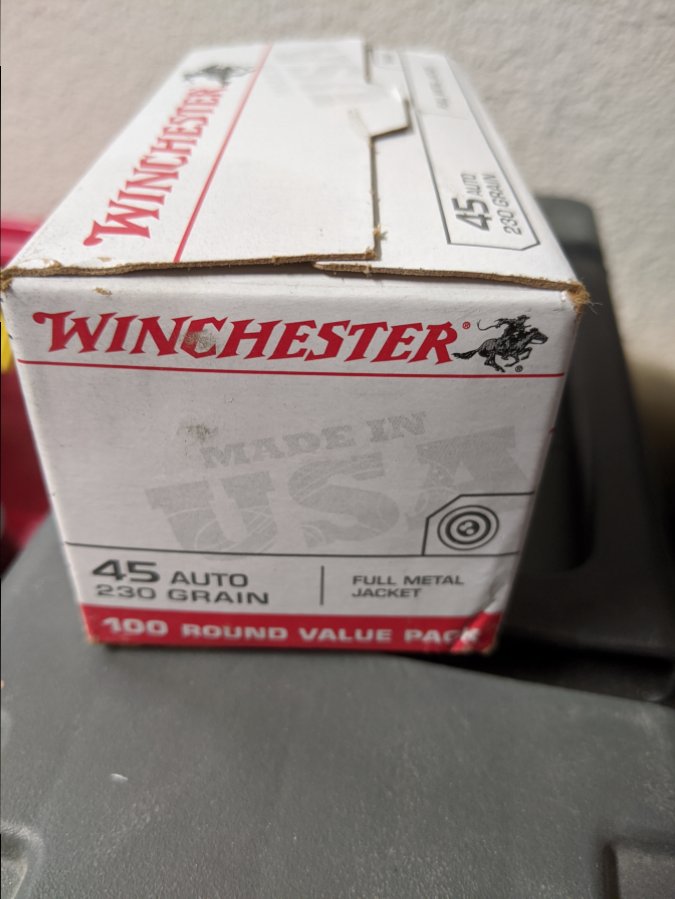 WINCHESTER
45 AUTO
230 GRAIN
WINCHESTER®
MADE IN
USA
45 AUTO
230 GRAIN
FULL METAL
JACKET
100 ROUND VALUE PACK